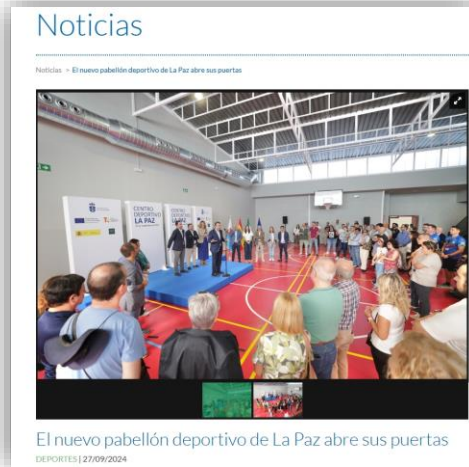 Noticias
Noticias > El nuevo pabellón deportivo de La Paz abre sus puertas
CENTRO DEPORTIVO
LA PAZ
El nuevo pabellón deportivo de La Paz abre sus puertas
DEPORTES | 27/09/2024